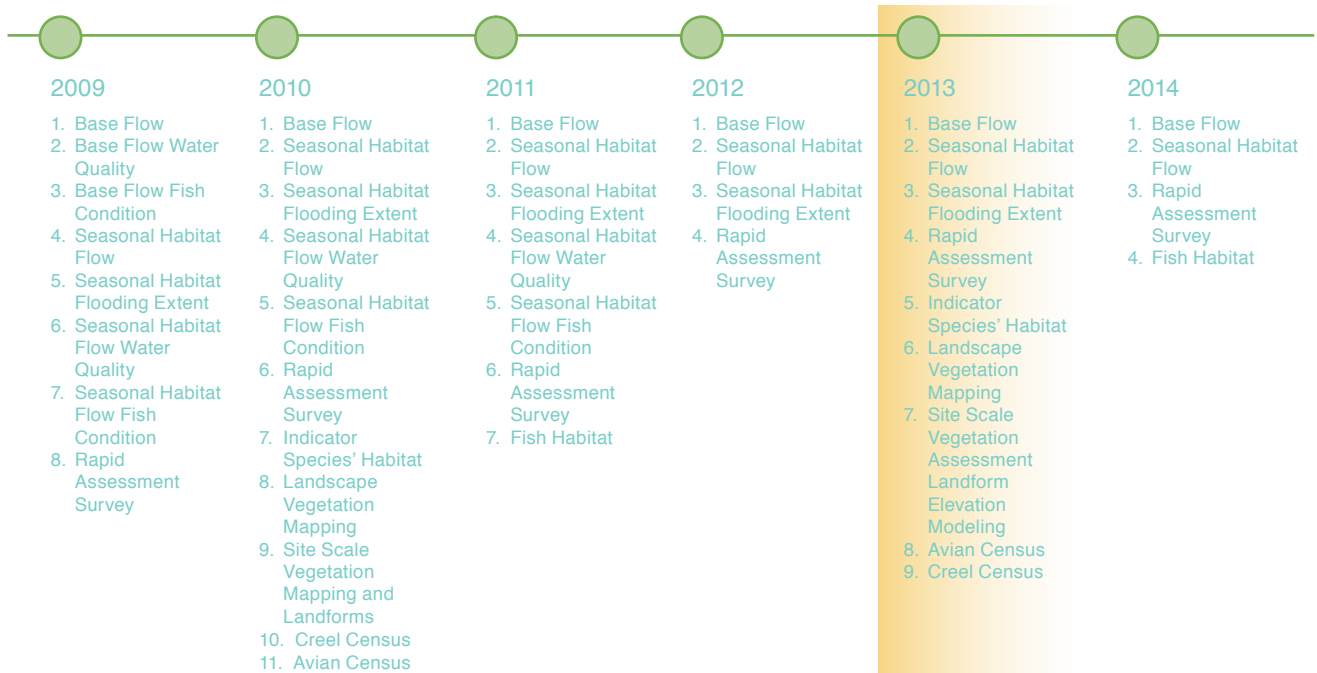 2009
1. Base Flow
2. Base Flow Water
Quality
3. Base Flow Fish
Condition
4. Seasonal Habitat
Flow
5. Seasonal Habitat
Flooding Extent
6. Seasonal Habitat
Flow Water
Quality
7. Seasonal Habitat
Flow Fish
Condition
8. Rapid
Assessment
Survey
2010
1. Base Flow
2. Seasonal Habitat
Flow
3. Seasonal Habitat
Flooding Extent
4. Seasonal Habitat
Flow Water
Quality
5. Seasonal Habitat
Flow Fish
Condition
6. Rapid
Assessment
Survey
7. Indicator
Species’ Habitat
8. Landscape
Vegetation
Mapping
9. Site Scale
Vegetation
Mapping and
Landforms
10. Creel Census
11. Avian Census
2011
1. Base Flow
2. Seasonal Habitat
Flow
3. Seasonal Habitat
Flooding Extent
4. Seasonal Habitat
Flow Water
Quality
5. Seasonal Habitat
Flow Fish
Condition
6. Rapid
Assessment
Survey
7. Fish Habitat
2012
1. Base Flow
2. Seasonal Habitat
Flow
3. Seasonal Habitat
Flooding Extent
4. Rapid
Assessment
Survey
2013
1. Base Flow
2. Seasonal Habitat
Flow
3. Seasonal Habitat
Flooding Extent
4. Rapid
Assessment
Survey
5. Indicator
Species’ Habitat
6. Landscape
Vegetation
Mapping
7. Site Scale
Vegetation
Assessment
Landform
Elevation
Modeling
8. Avian Census
9. Creel Census
2014
1. Base Flow
2. Seasonal Habitat
Flow
3. Rapid
Assessment
Survey
4. Fish Habitat